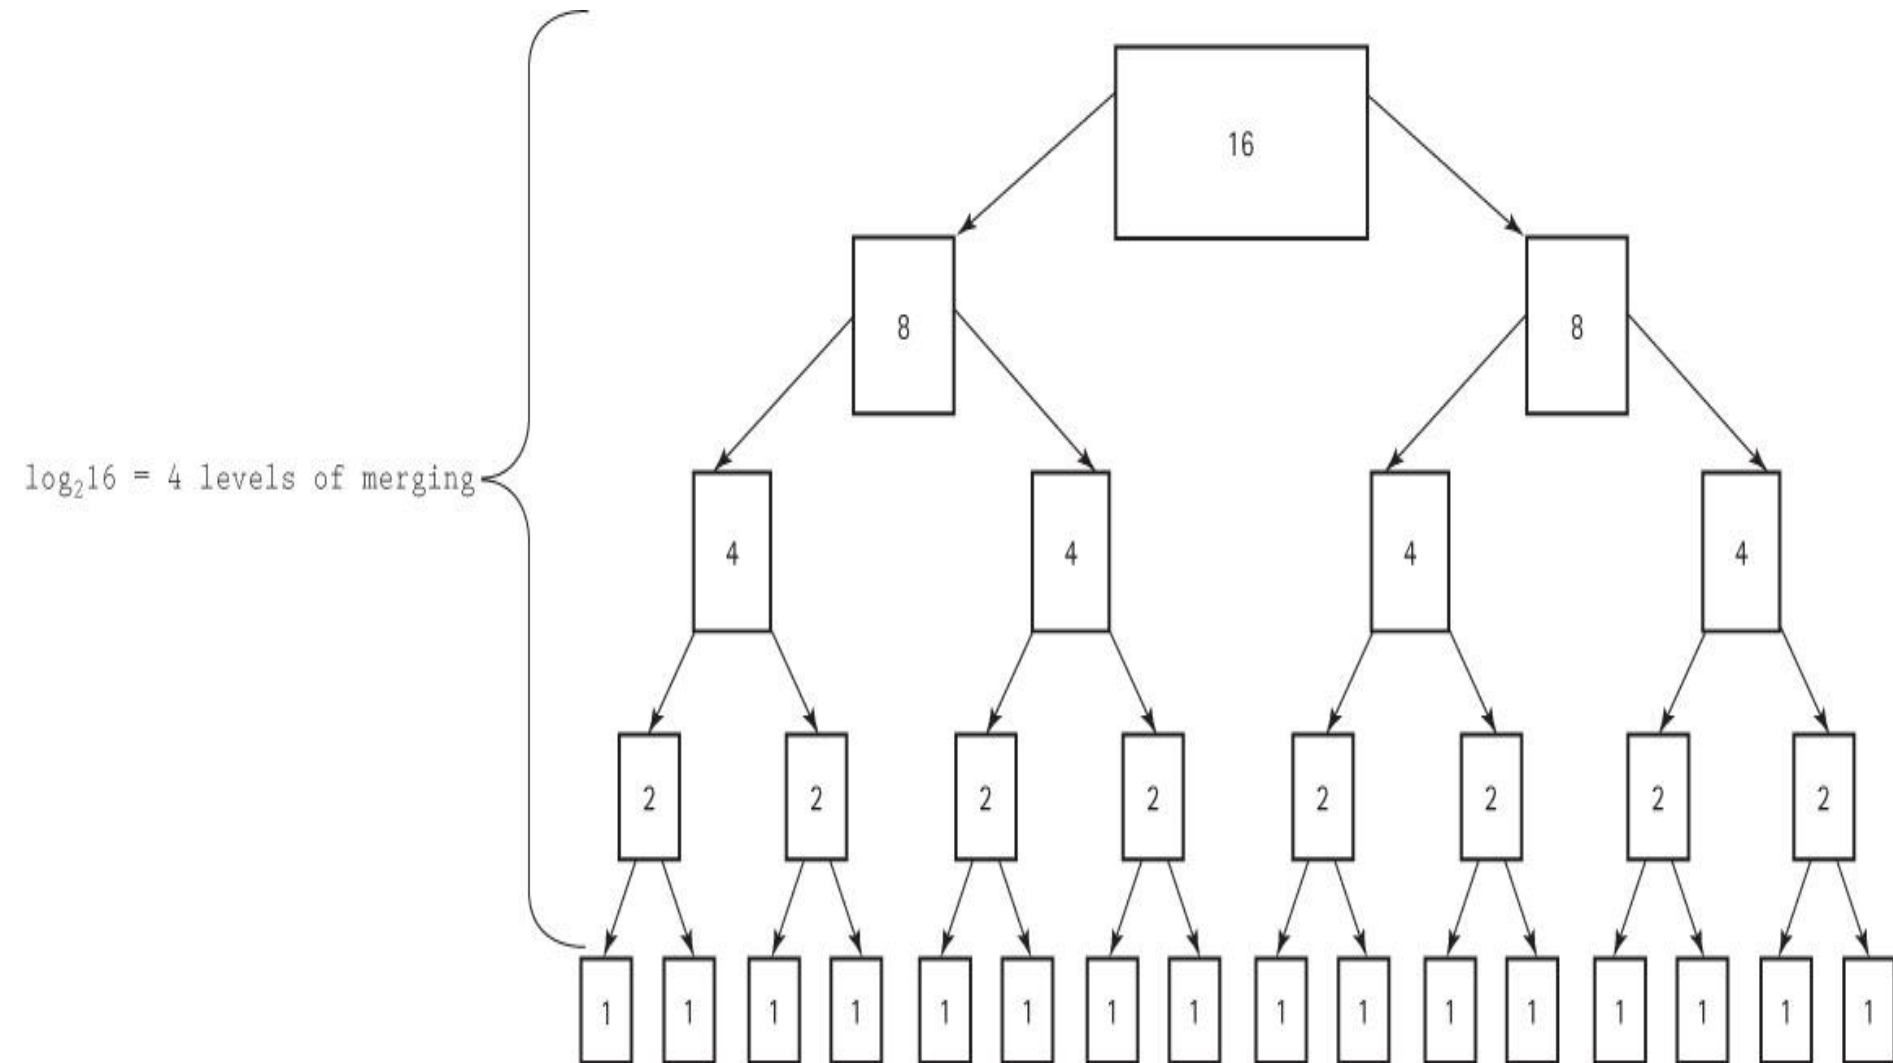 16
8 8
log₂16 = 4 levels of merging
4 4 4 4
2 2 2 2 2 2 2 2
1 1 1 1 1 1 1 1 1 1 1 1 1 1 1 1